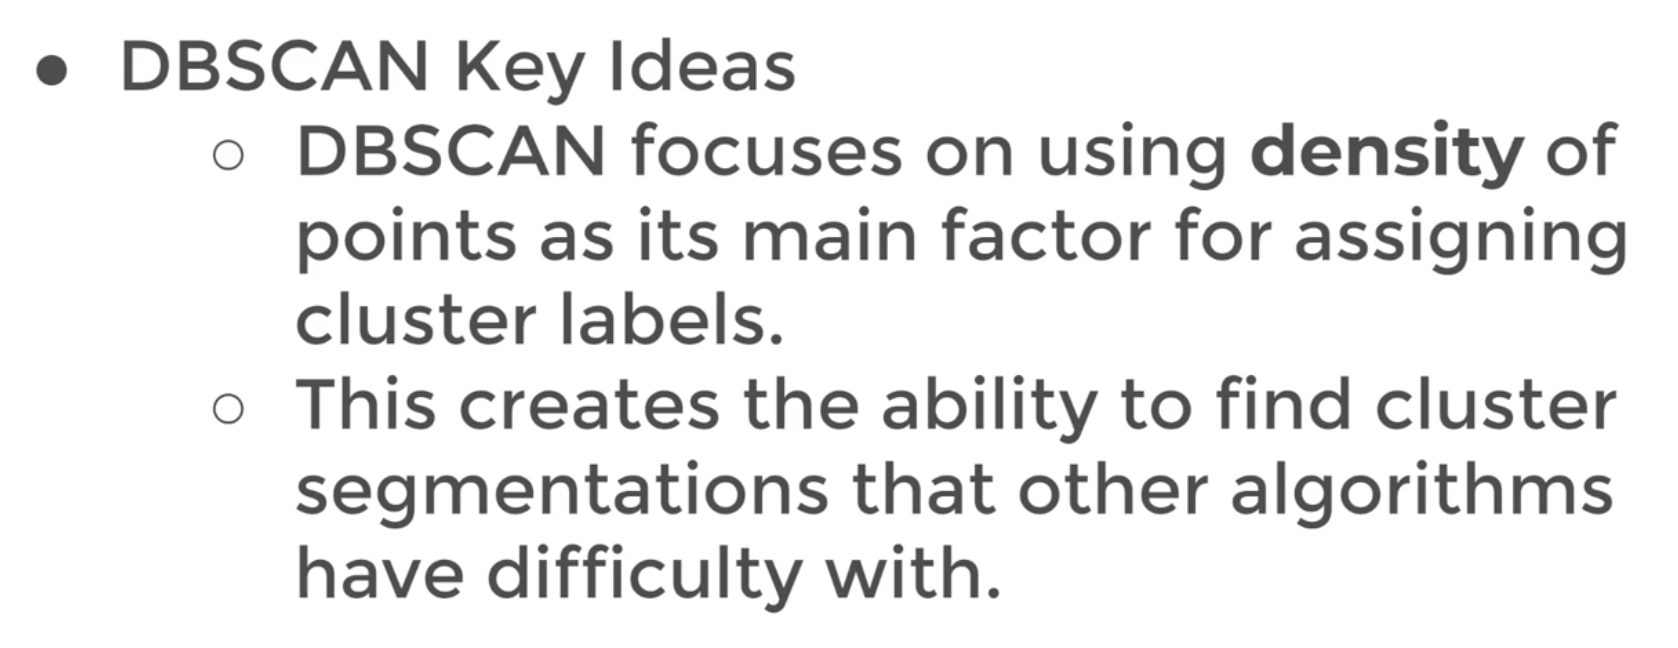 ● DBSCAN Key Ideas
○ DBSCAN focuses on using density of
points as its main factor for assigning
cluster labels.
○ This creates the ability to find cluster
segmentations that other algorithms
have difficulty with.